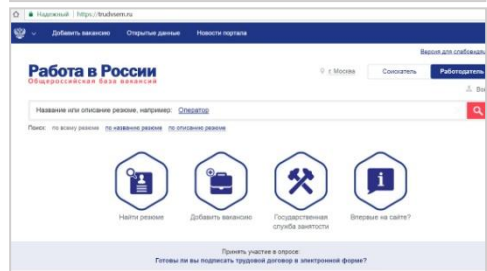 Надежный | https://trudvsem.ru
Добавить вакансию Открытые данные Новости портала
Версия для слабовидящ
Работа в России
Общероссийская база вакансий
г. Москва Соискатель Работодатель
Во
Название или описание резюме, например: Оператор
Поиск: по всему резюме по названию резюме по описанию резюме
Найти резюме Добавить вакансию Государственная служба занятости Впервые на сайте?
Принять участие в опросе:
Готовы ли вы подписать трудовой договор в электронной форме?